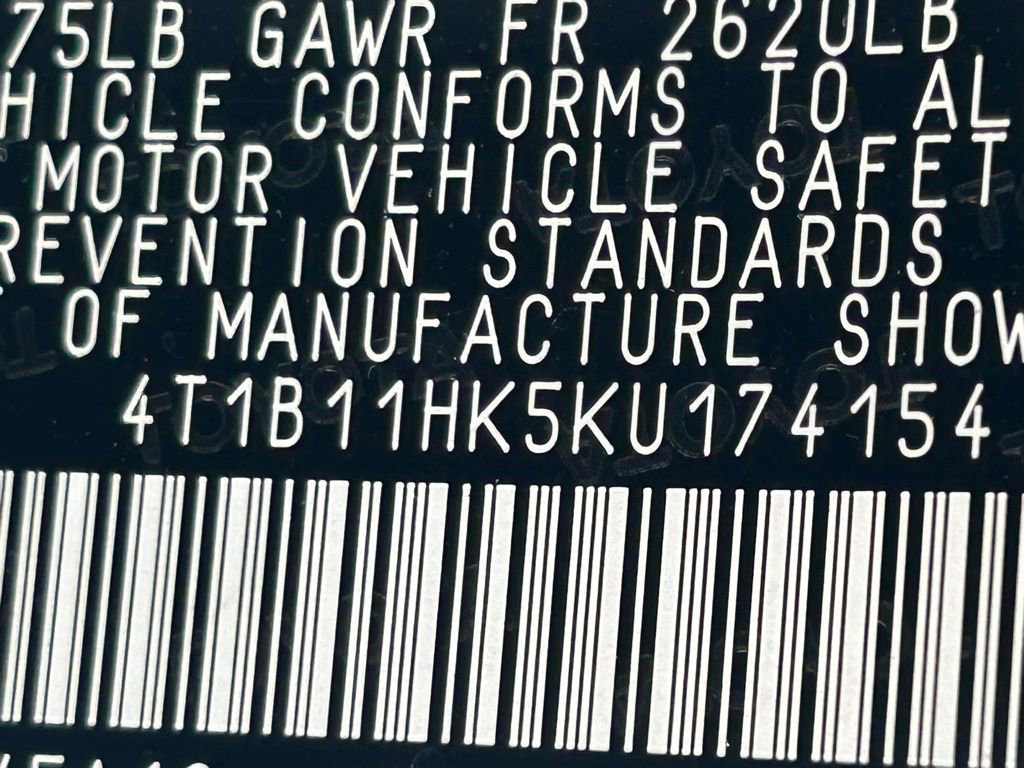 75LB GAWR FR 2620LB
HICLE CONFORMS TO AL
MOTOR VEHICLE SAFET
REVENTION STANDARDS
OF MANUFACTURE SHOW
4T1B11HK5KU174154